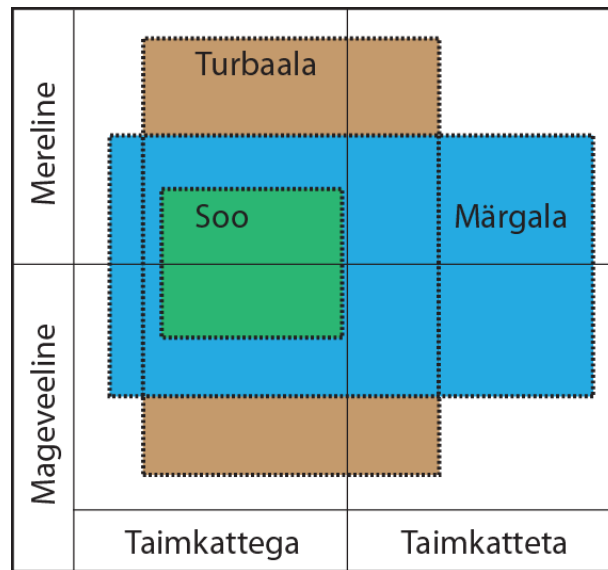 Turbaala
Mereline
Soo
Märgala
Mageveeline
Taimkattega
Taimkatteta